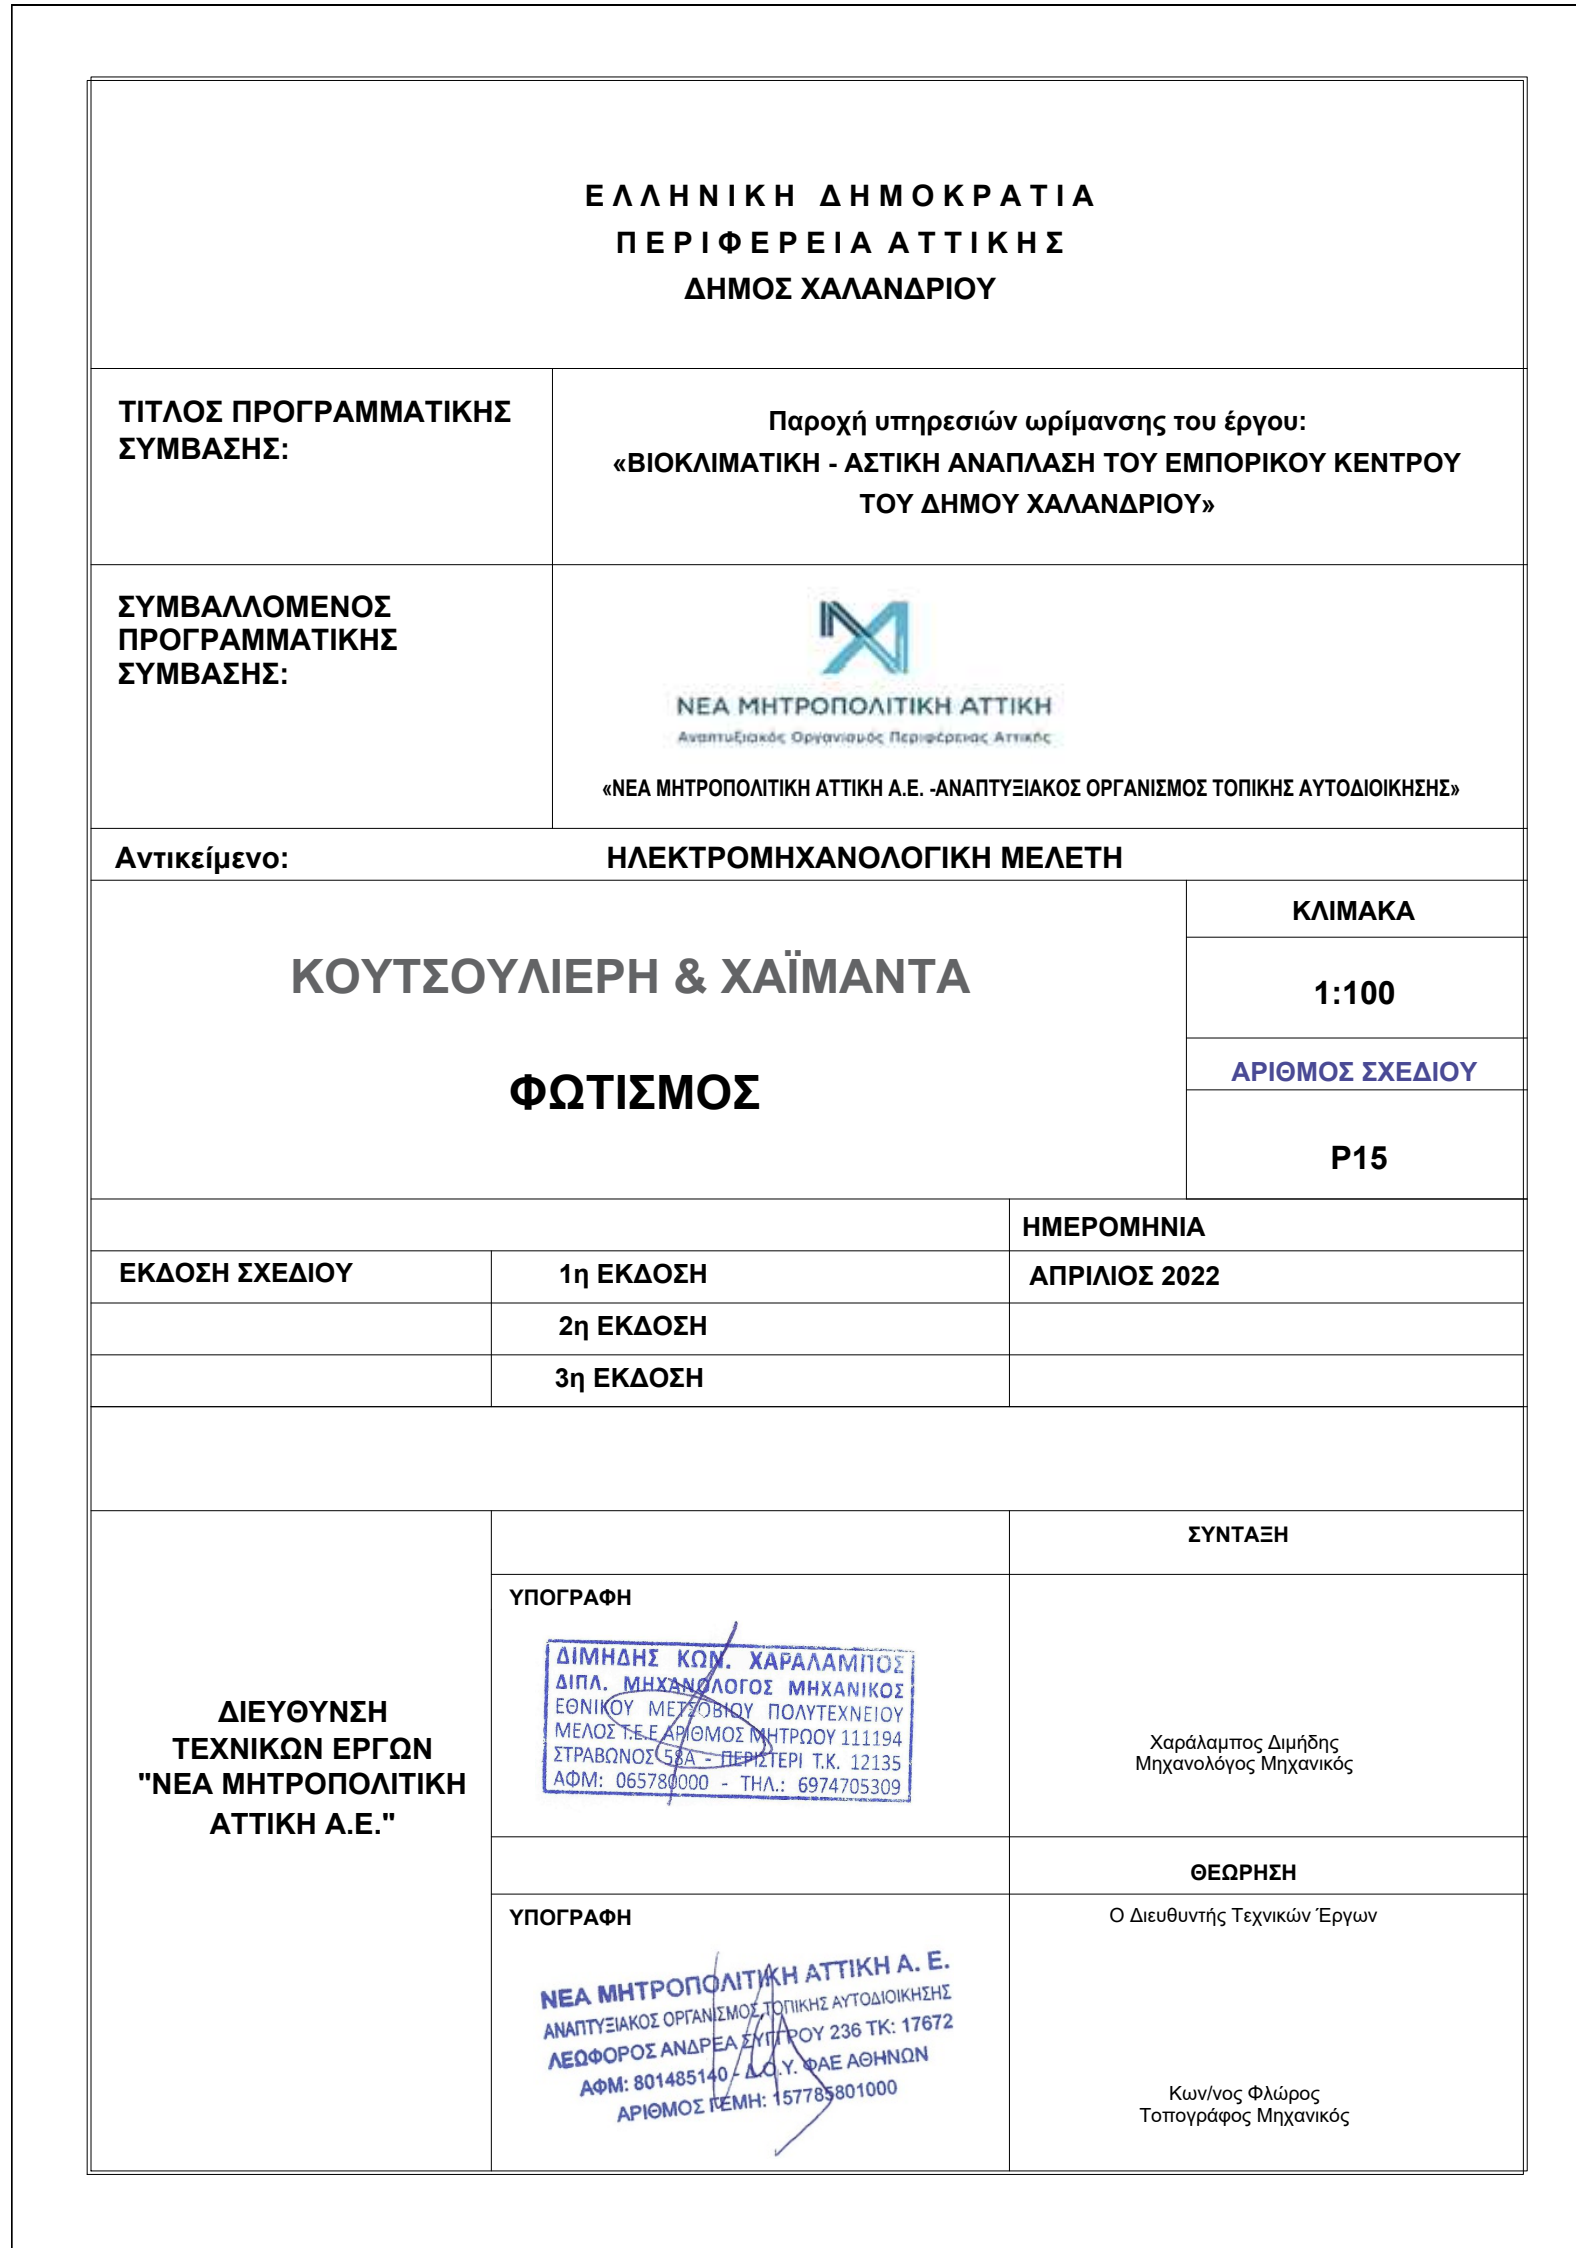 Ε Λ Λ Η Ν Ι Κ Η  Δ Η Μ Ο Κ Ρ Α Τ Ι Α
Π Ε Ρ Ι Φ Ε Ρ Ε Ι Α  Α Τ Τ Ι Κ Η Σ
ΔΗΜΟΣ ΧΑΛΑΝΔΡΙΟΥ
ΤΙΤΛΟΣ ΠΡΟΓΡΑΜΜΑΤΙΚΗΣ
ΣΥΜΒΑΣΗΣ:
Παροχή υπηρεσιών ωρίμανσης του έργου:
«ΒΙΟΚΛΙΜΑΤΙΚΗ - ΑΣΤΙΚΗ ΑΝΑΠΛΑΣΗ ΤΟΥ ΕΜΠΟΡΙΚΟΥ ΚΕΝΤΡΟΥ
ΤΟΥ ΔΗΜΟΥ ΧΑΛΑΝΔΡΙΟΥ»
ΣΥΜΒΑΛΛΟΜΕΝΟΣ
ΠΡΟΓΡΑΜΜΑΤΙΚΗΣ
ΣΥΜΒΑΣΗΣ:
ΝΕΑ ΜΗΤΡΟΠΟΛΙΤΙΚΗ ΑΤΤΙΚΗ
Αναπτυξιακός Οργανισμός Περιφέρειας Αττικής
«ΝΕΑ ΜΗΤΡΟΠΟΛΙΤΙΚΗ ΑΤΤΙΚΗ Α.Ε. -ΑΝΑΠΤΥΞΙΑΚΟΣ ΟΡΓΑΝΙΣΜΟΣ ΤΟΠΙΚΗΣ ΑΥΤΟΔΙΟΙΚΗΣΗΣ»
Αντικείμενο: ΗΛΕΚΤΡΟΜΗΧΑΝΟΛΟΓΙΚΗ ΜΕΛΕΤΗ
ΚΛΙΜΑΚΑ
ΚΟΥΤΣΟΥΛΙΕΡΗ & ΧΑΪΜΑΝΤΑ
1:100
ΑΡΙΘΜΟΣ ΣΧΕΔΙΟΥ
ΦΩΤΙΣΜΟΣ
P15
ΗΜΕΡΟΜΗΝΙΑ
ΕΚΔΟΣΗ ΣΧΕΔΙΟΥ 1η ΕΚΔΟΣΗ ΑΠΡΙΛΙΟΣ 2022
2η ΕΚΔΟΣΗ
3η ΕΚΔΟΣΗ
ΔΙΕΥΘΥΝΣΗ
ΤΕΧΝΙΚΩΝ ΕΡΓΩΝ
"ΝΕΑ ΜΗΤΡΟΠΟΛΙΤΙΚΗ
ΑΤΤΙΚΗ Α.Ε."
ΣΥΝΤΑΞΗ
ΥΠΟΓΡΑΦΗ
ΔΙΜΗΔΗΣ ΚΩΝ. ΧΑΡΑΛΑΜΠΟΣ
ΔΙΠΛ. ΜΗΧΑΝΟΛΟΓΟΣ ΜΗΧΑΝΙΚΟΣ
ΕΘΝΙΚΟΥ ΜΕΤΣΟΒΙΟΥ ΠΟΛΥΤΕΧΝΕΙΟΥ
ΜΕΛΟΣ Τ.Ε.Ε ΑΡΙΘΜΟΣ ΜΗΤΡΩΟΥ 111194
ΣΤΡΑΒΩΝΟΣ 58Α - ΠΕΡΙΣΤΕΡΙ Τ.Κ. 12135
ΑΦΜ: 065780000 - ΤΗΛ.: 6974705309
Χαράλαμπος Διμήδης
Μηχανολόγος Μηχανικός
ΘΕΩΡΗΣΗ
ΥΠΟΓΡΑΦΗ
Ο Διευθυντής Τεχνικών Έργων
ΝΕΑ ΜΗΤΡΟΠΟΛΙΤΙΚΗ ΑΤΤΙΚΗ Α. Ε.
ΑΝΑΠΤΥΞΙΑΚΟΣ ΟΡΓΑΝΙΣΜΟΣ ΤΟΠΙΚΗΣ ΑΥΤΟΔΙΟΙΚΗΣΗΣ
ΛΕΩΦΟΡΟΣ ΑΝΔΡΕΑ ΣΥΓΓΡΟΥ 236 ΤΚ: 17672
ΑΦΜ: 801485140 - Δ.Ο.Υ. ΦΑΕ ΑΘΗΝΩΝ
ΑΡΙΘΜΟΣ ΓΕΜΗ: 157785801000
Κων/νος Φλώρος
Τοπογράφος Μηχανικός